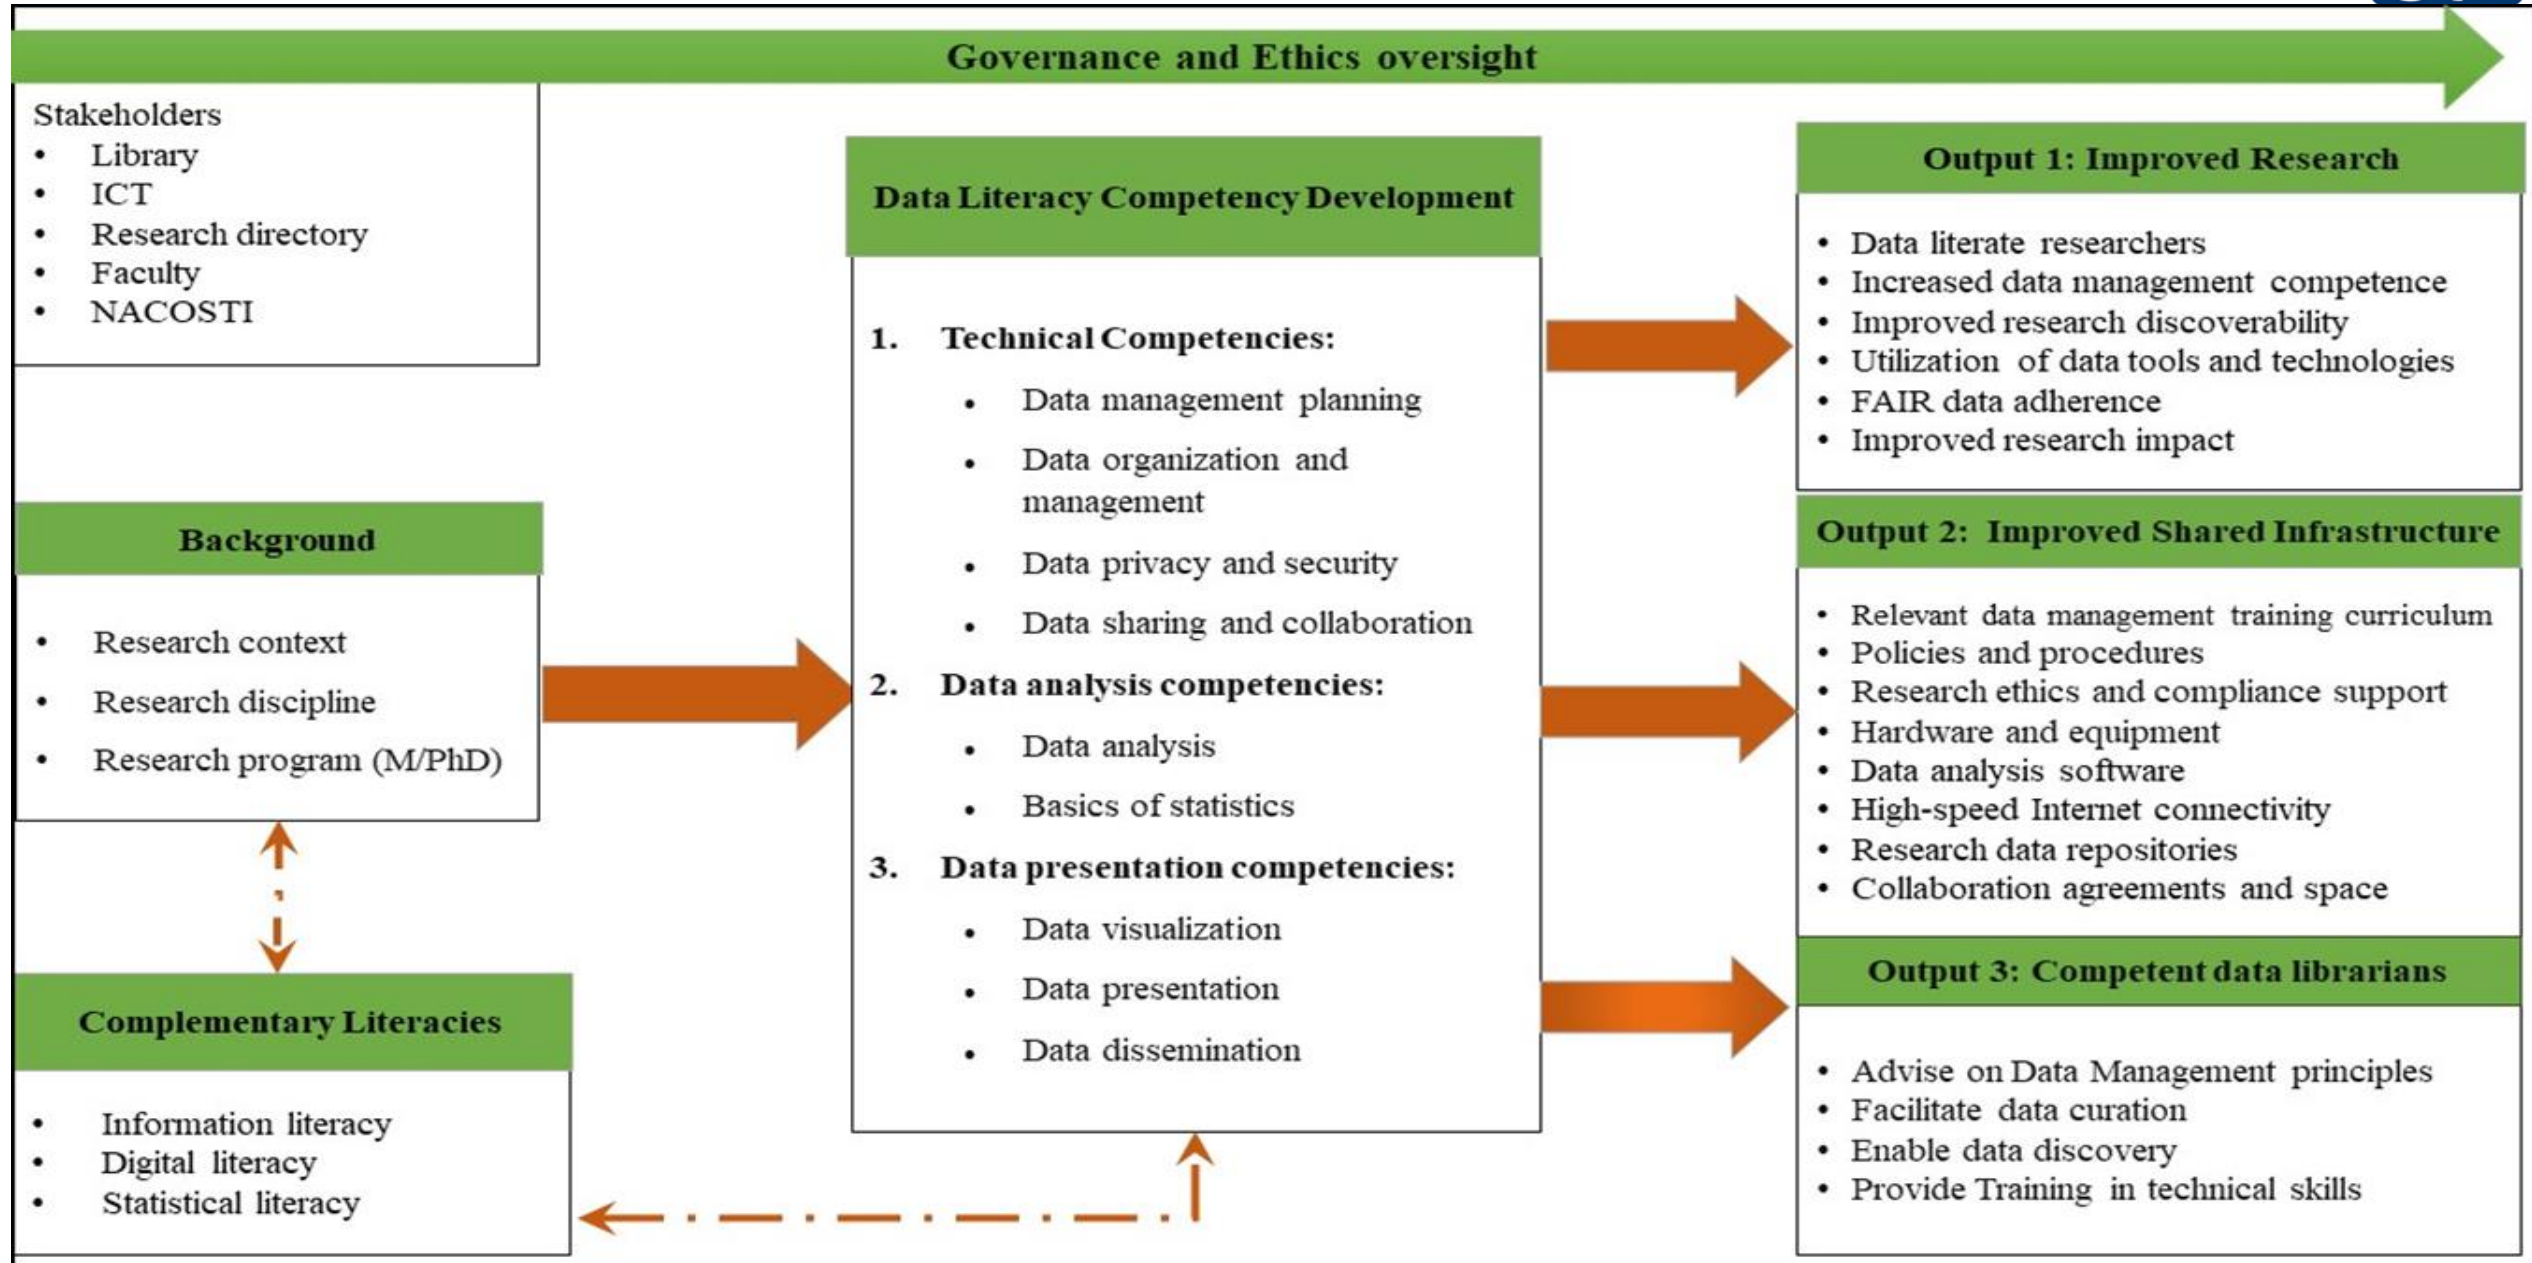 Governance and Ethics oversight
Stakeholders
• Library
• ICT
• Research directory
• Faculty
• NACOSTI
Background
• Research context
• Research discipline
• Research program (M/PhD)
Complementary Literacies
• Information literacy
• Digital literacy
• Statistical literacy
Data Literacy Competency Development
1. Technical Competencies:
• Data management planning
• Data organization and
management
• Data privacy and security
• Data sharing and collaboration
2. Data analysis competencies:
• Data analysis
• Basics of statistics
3. Data presentation competencies:
• Data visualization
• Data presentation
• Data dissemination
Output 1: Improved Research
• Data literate researchers
• Increased data management competence
• Improved research discoverability
• Utilization of data tools and technologies
• FAIR data adherence
• Improved research impact
Output 2: Improved Shared Infrastructure
• Relevant data management training curriculum
• Policies and procedures
• Research ethics and compliance support
• Hardware and equipment
• Data analysis software
• High-speed Internet connectivity
• Research data repositories
• Collaboration agreements and space
Output 3: Competent data librarians
• Advise on Data Management principles
• Facilitate data curation
• Enable data discovery
• Provide Training in technical skills